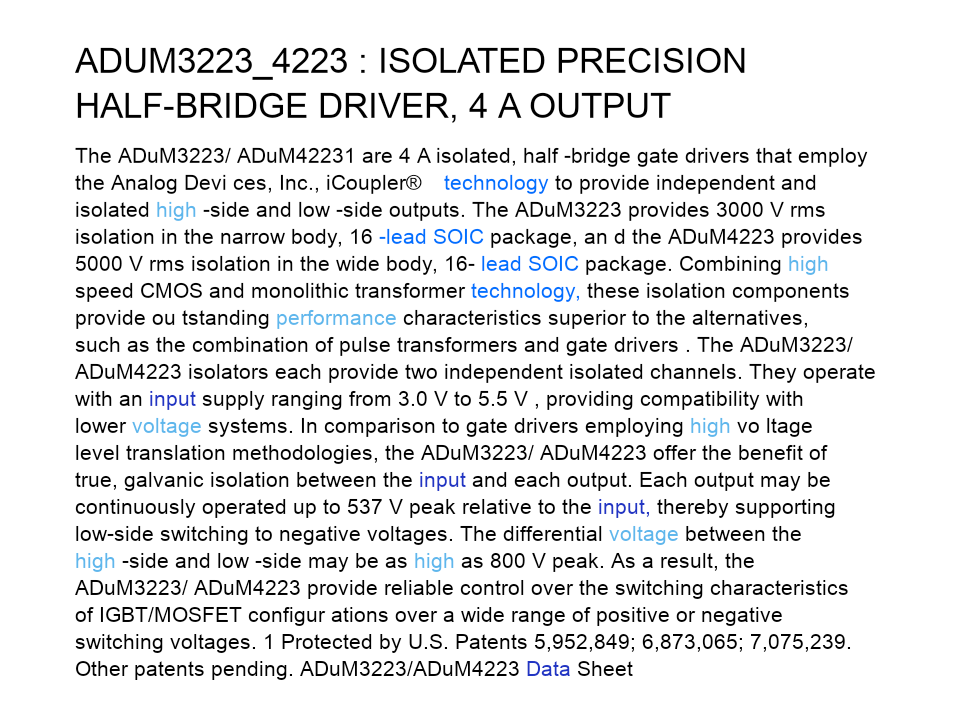 ADUM3223_4223 : ISOLATED PRECISION
HALF-BRIDGE DRIVER, 4 A OUTPUT
The ADuM3223/ ADuM42231 are 4 A isolated, half -bridge gate drivers that employ
the Analog Devi ces, Inc., iCoupler® technology to provide independent and
isolated high -side and low -side outputs. The ADuM3223 provides 3000 V rms
isolation in the narrow body, 16 -lead SOIC package, an d the ADuM4223 provides
5000 V rms isolation in the wide body, 16- lead SOIC package. Combining high
speed CMOS and monolithic transformer technology, these isolation components
provide ou tstanding performance characteristics superior to the alternatives,
such as the combination of pulse transformers and gate drivers . The ADuM3223/
ADuM4223 isolators each provide two independent isolated channels. They operate
with an input supply ranging from 3.0 V to 5.5 V , providing compatibility with
lower voltage systems. In comparison to gate drivers employing high vo ltage
level translation methodologies, the ADuM3223/ ADuM4223 offer the benefit of
true, galvanic isolation between the input and each output. Each output may be
continuously operated up to 537 V peak relative to the input, thereby supporting
low-side switching to negative voltages. The differential voltage between the
high -side and low -side may be as high as 800 V peak. As a result, the
ADuM3223/ ADuM4223 provide reliable control over the switching characteristics
of IGBT/MOSFET configur ations over a wide range of positive or negative
switching voltages. 1 Protected by U.S. Patents 5,952,849; 6,873,065; 7,075,239.
Other patents pending. ADuM3223/ADuM4223 Data Sheet